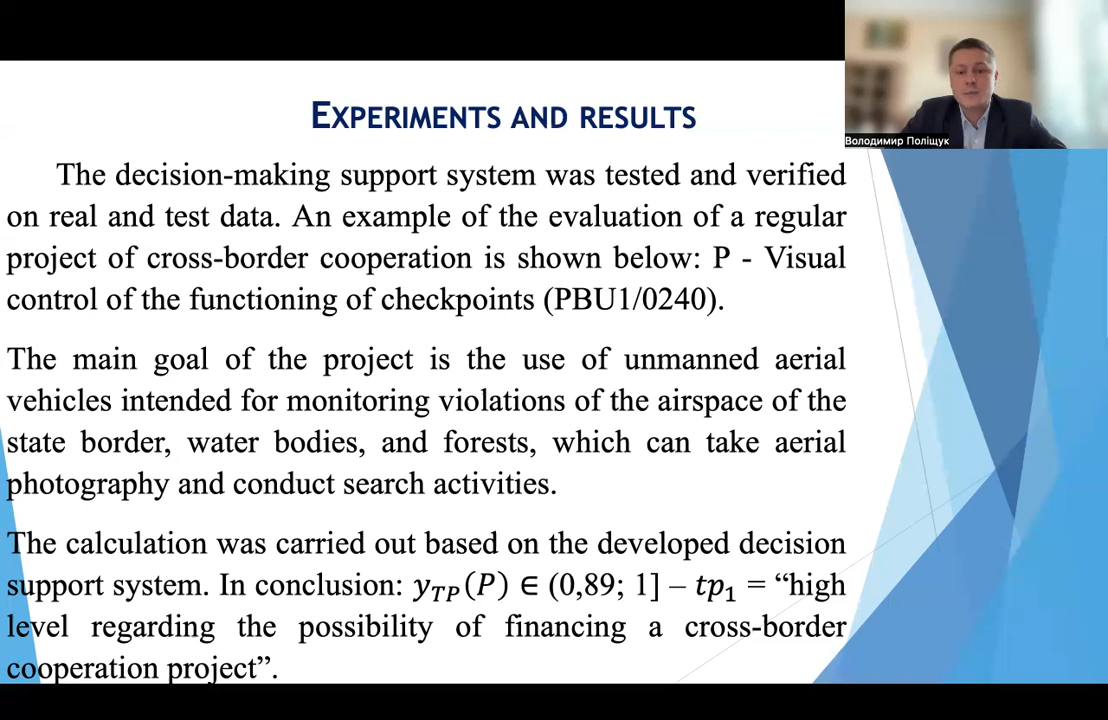 Володимир Поліщук
EXPERIMENTS AND RESULTS
The decision-making support system was tested and verified
on real and test data. An example of the evaluation of a regular
project of cross-border cooperation is shown below: P - Visual
control of the functioning of checkpoints (PBU1/0240).
The main goal of the project is the use of unmanned aerial
vehicles intended for monitoring violations of the airspace of the
state border, water bodies, and forests, which can take aerial
photography and conduct search activities.
The calculation was carried out based on the developed decision
support system. In conclusion: y_TP(P) ∈ (0,89; 1] – tp₁ = “high
level regarding the possibility of financing a cross-border
cooperation project”.